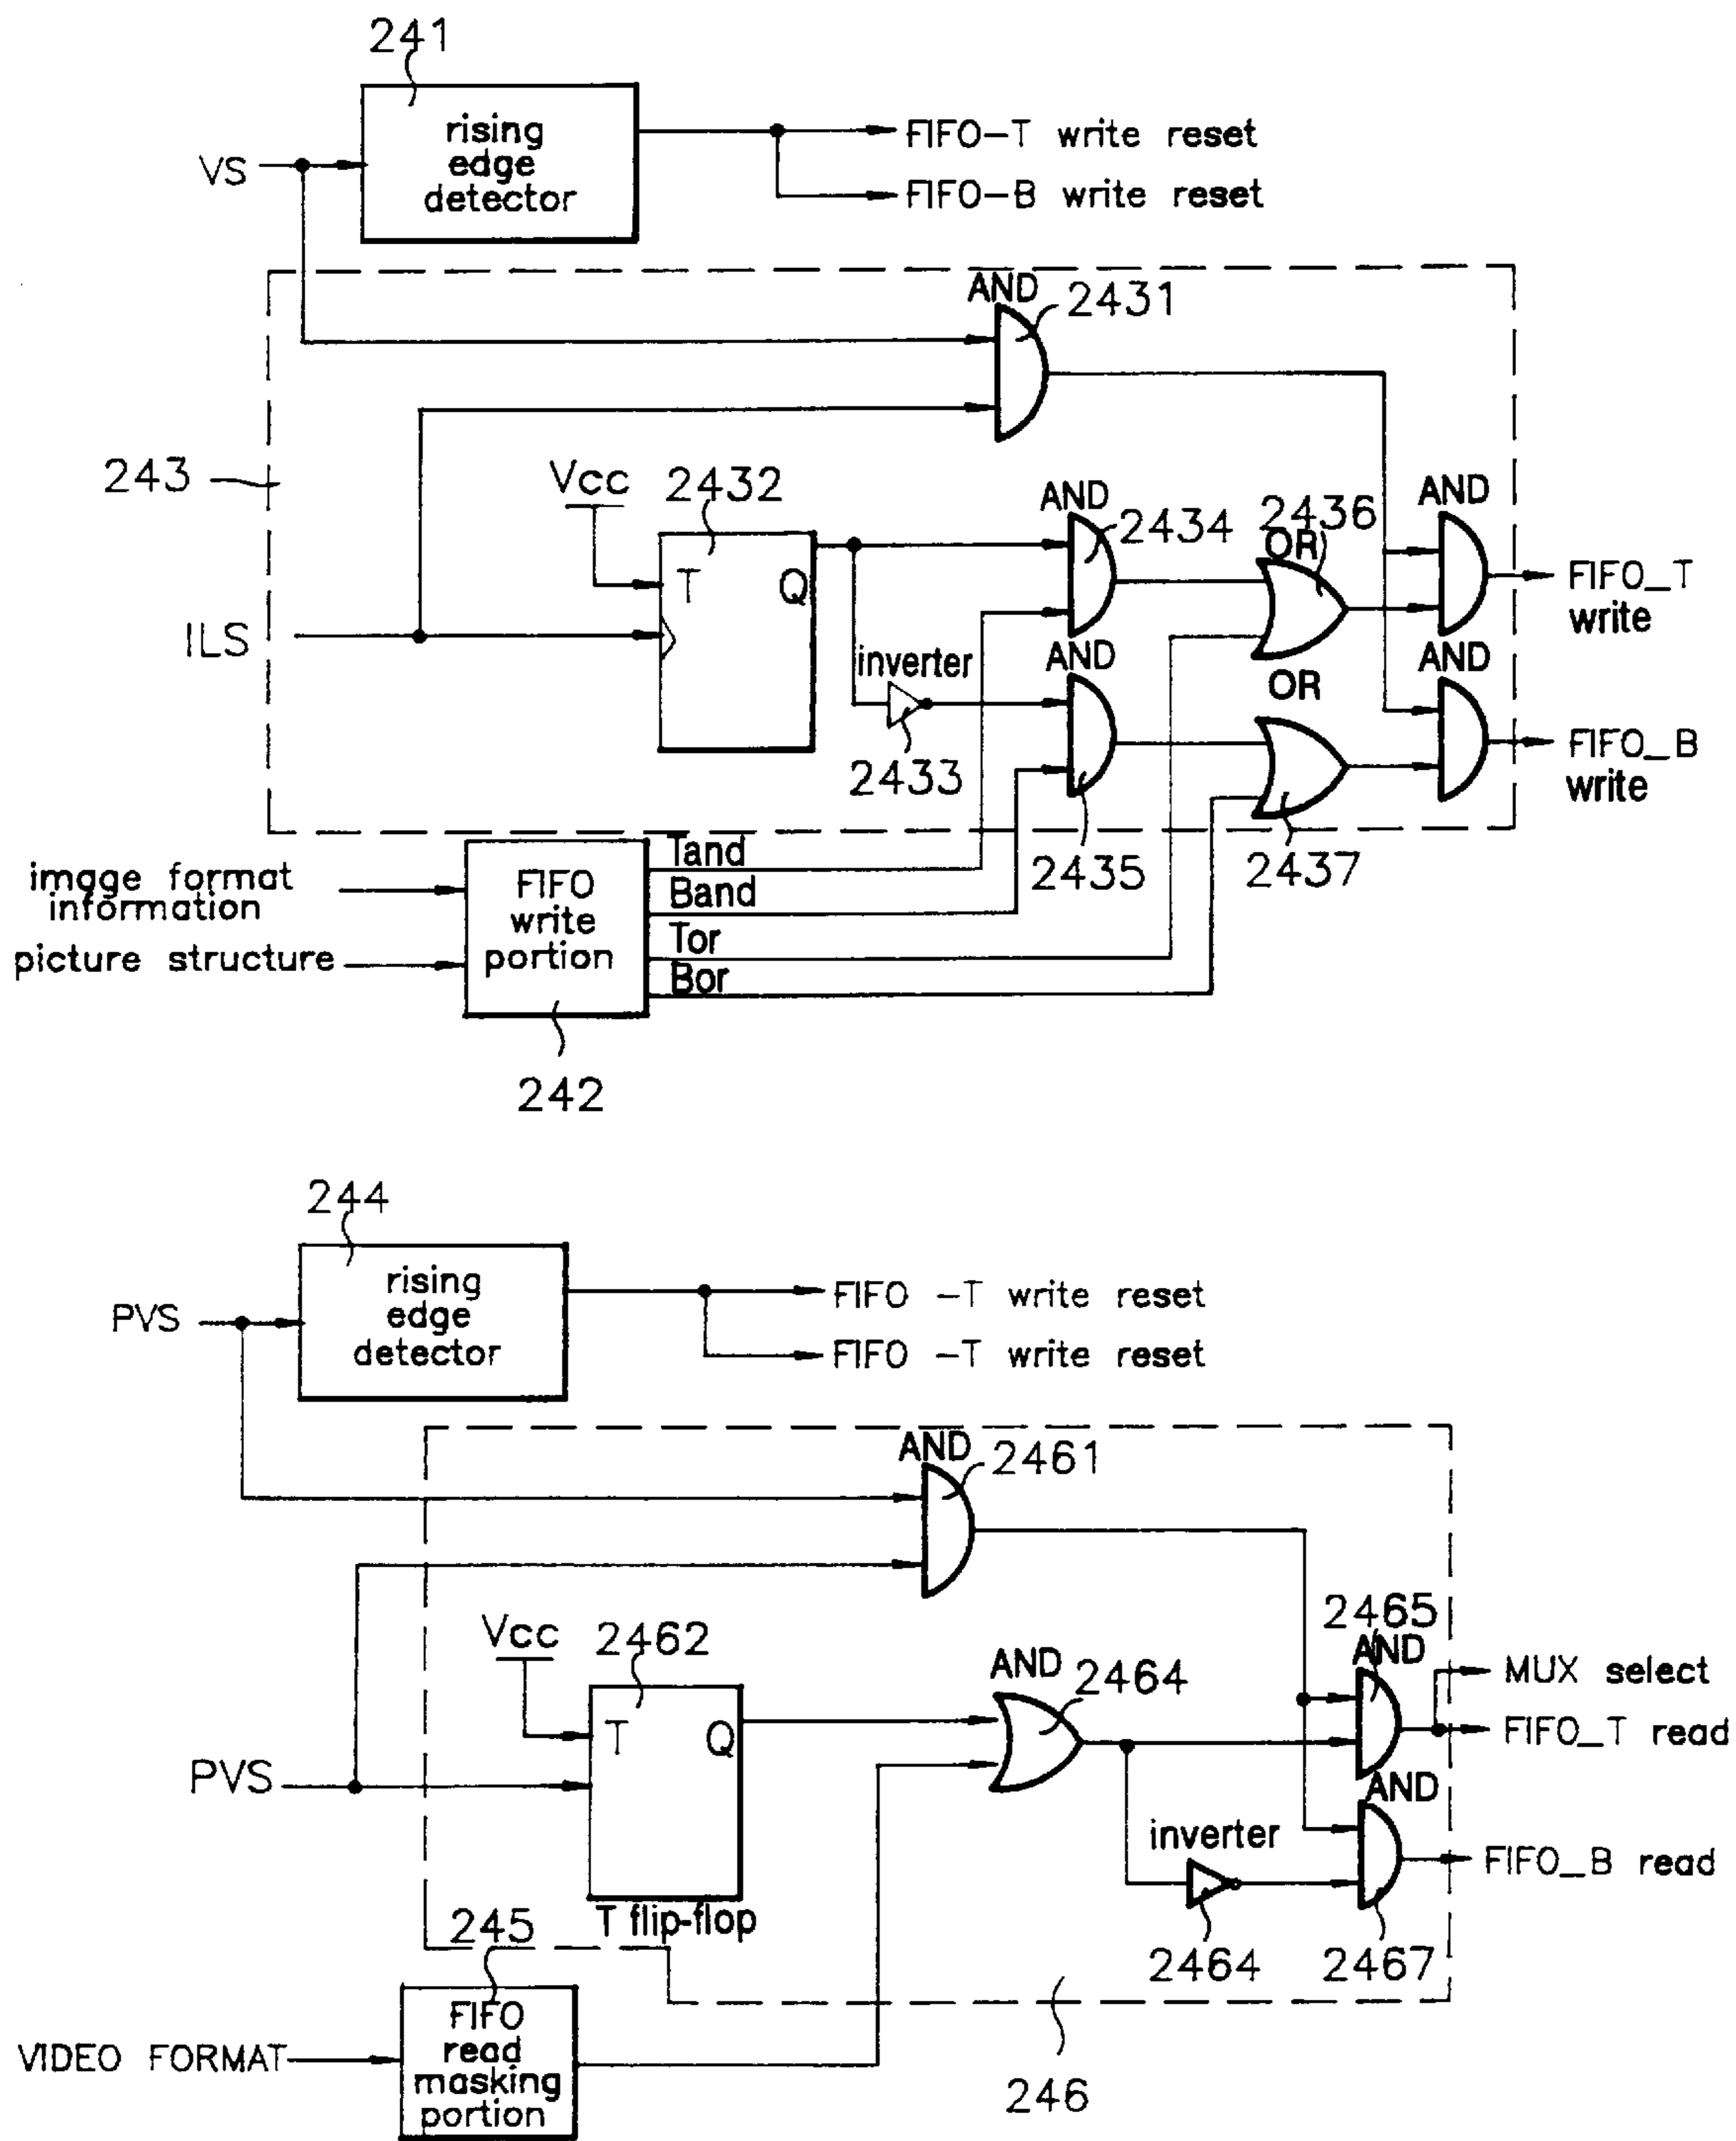 241
rising
edge
detector
VS
FIFO-T write reset
FIFO-B write reset
AND
2431
243
Vcc
2432
T
Q
ILS
AND
2434
2436
OR
AND
FIFO_T
write
inverter
2433
AND
2435
OR
2437
AND
FIFO_B
write
image format
information
picture structure
FIFO
write
portion
Tand
Band
Tor
Bor
242
244
rising
edge
detector
PVS
FIFO -T write reset
FIFO -T write reset
AND
2461
Vcc
2462
T
Q
PVS
T flip-flop
AND
2464
2465
AND
MUX select
FIFO_T read
AND
inverter
2464
2467
FIFO_B read
245
FIFO
read
masking
portion
VIDEO FORMAT
246